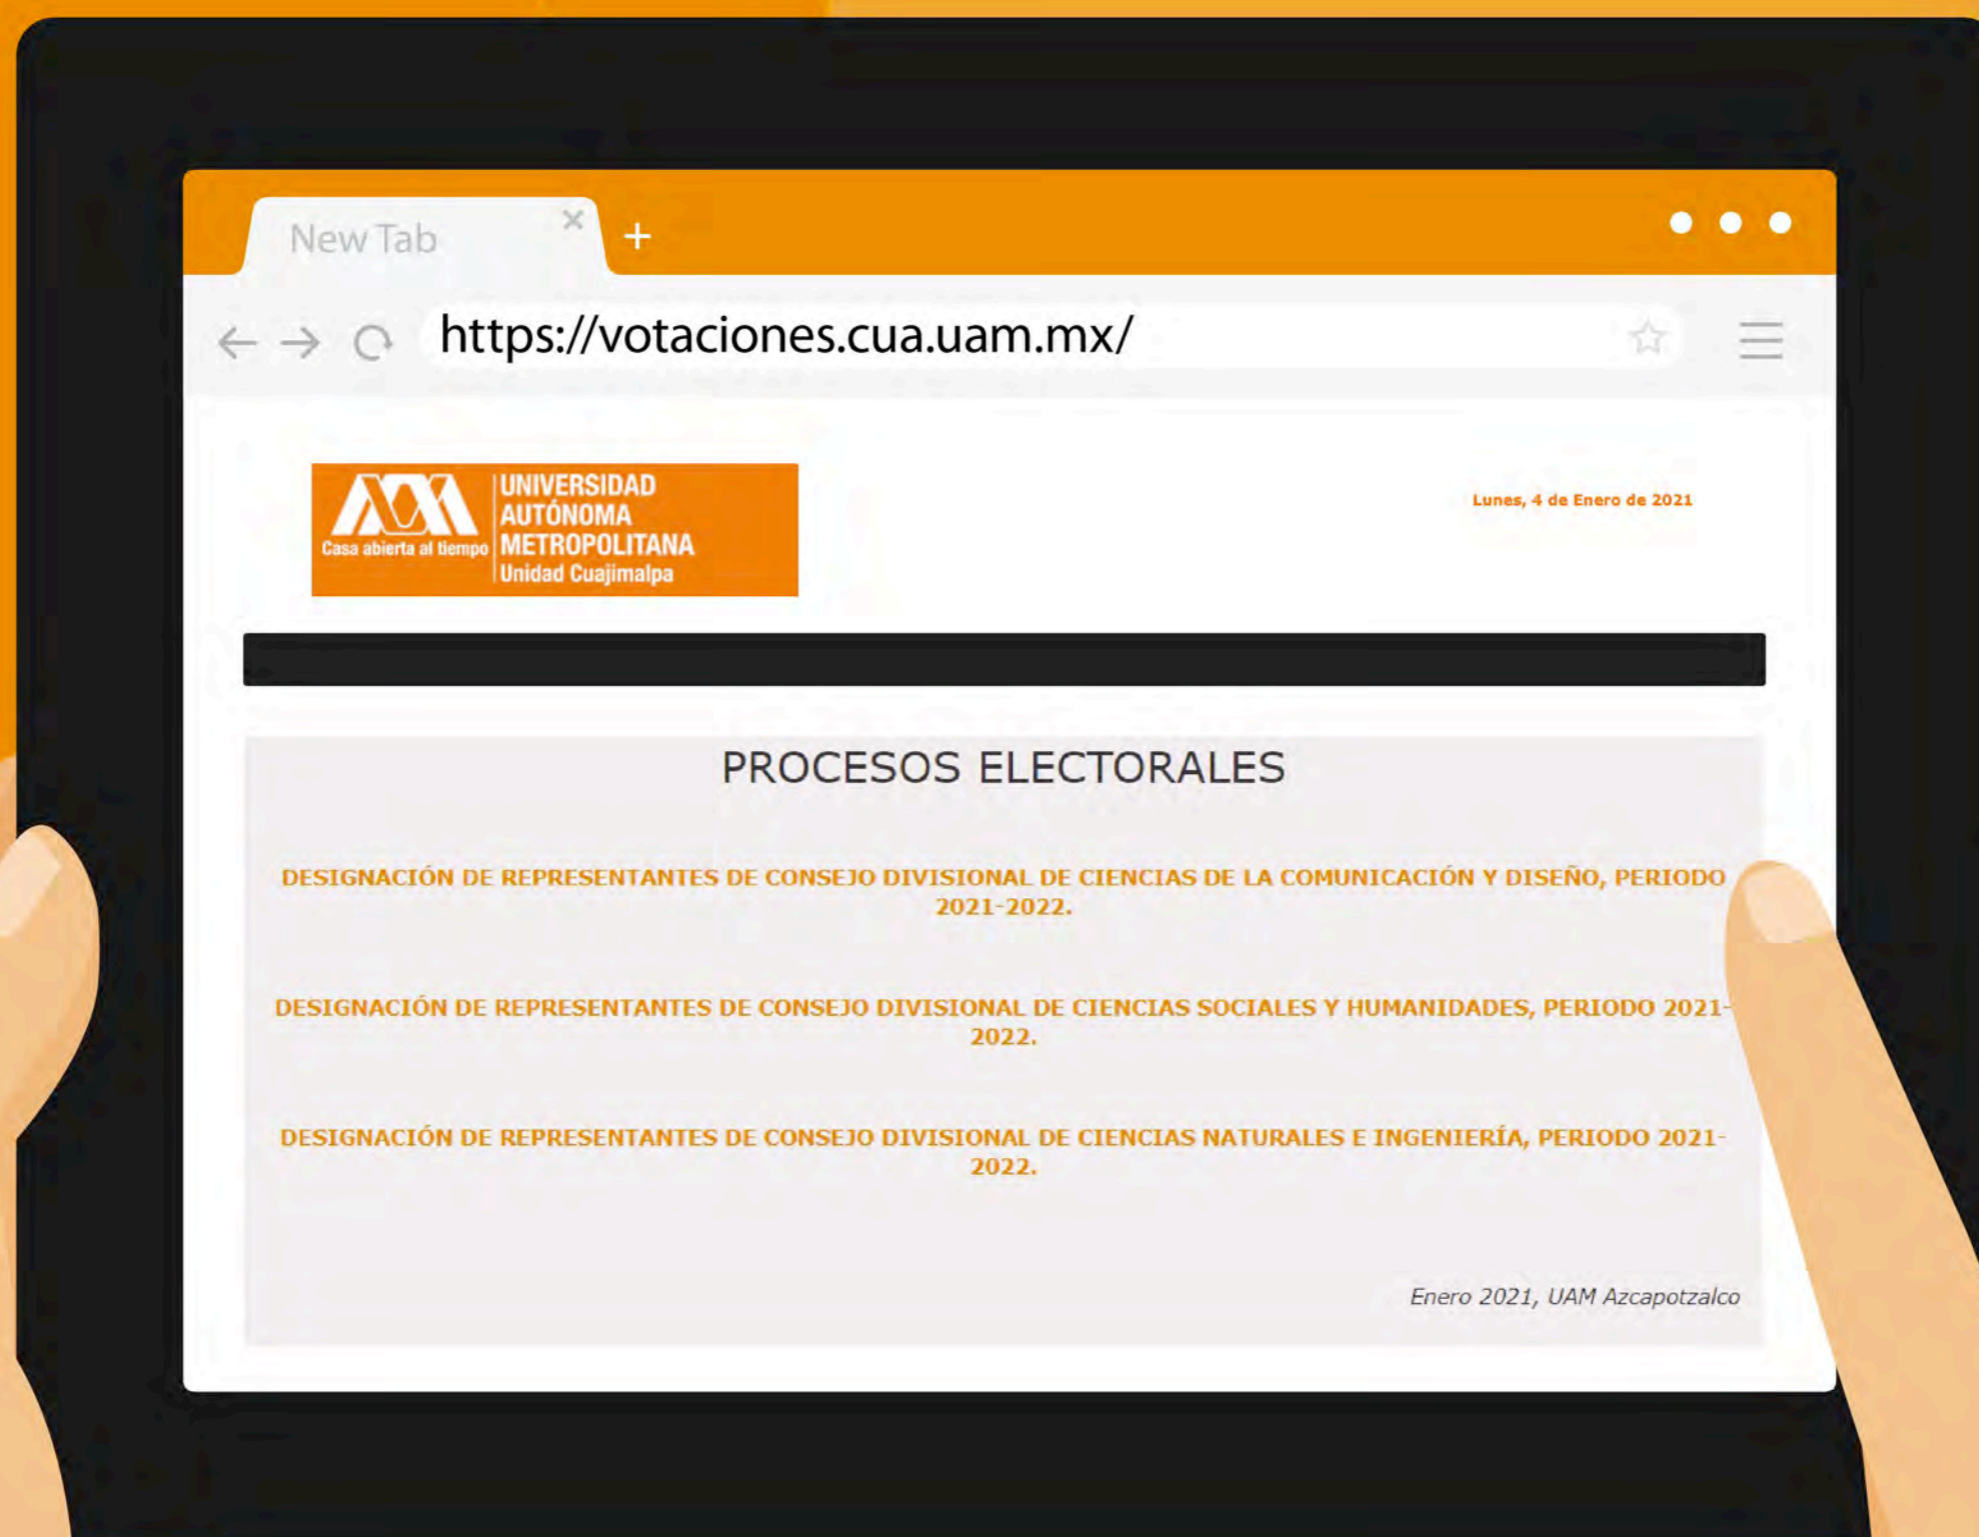 New Tab
https://votaciones.cua.uam.mx/
UNIVERSIDAD
AUTÓNOMA
METROPOLITANA
Unidad Cuajimalpa
Casa abierta al tiempo
Lunes, 4 de Enero de 2021
PROCESOS ELECTORALES
DESIGNACIÓN DE REPRESENTANTES DE CONSEJO DIVISIONAL DE CIENCIAS DE LA COMUNICACIÓN Y DISEÑO, PERIODO
2021-2022.
DESIGNACIÓN DE REPRESENTANTES DE CONSEJO DIVISIONAL DE CIENCIAS SOCIALES Y HUMANIDADES, PERIODO 2021-
2022.
DESIGNACIÓN DE REPRESENTANTES DE CONSEJO DIVISIONAL DE CIENCIAS NATURALES E INGENIERÍA, PERIODO 2021-
2022.
Enero 2021, UAM Azcapotzalco